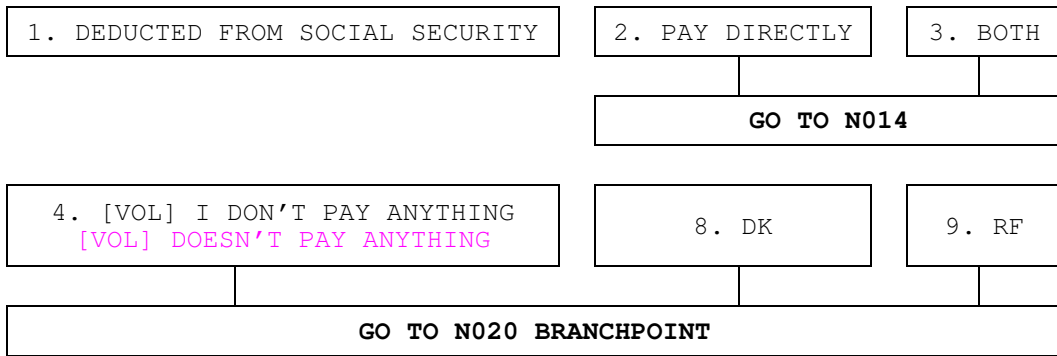 1. DEDUCTED FROM SOCIAL SECURITY
2. PAY DIRECTLY
3. BOTH
GO TO N014
4. [VOL] I DON'T PAY ANYTHING
[VOL] DOESN'T PAY ANYTHING
8. DK
9. RF
GO TO N020 BRANCHPOINT